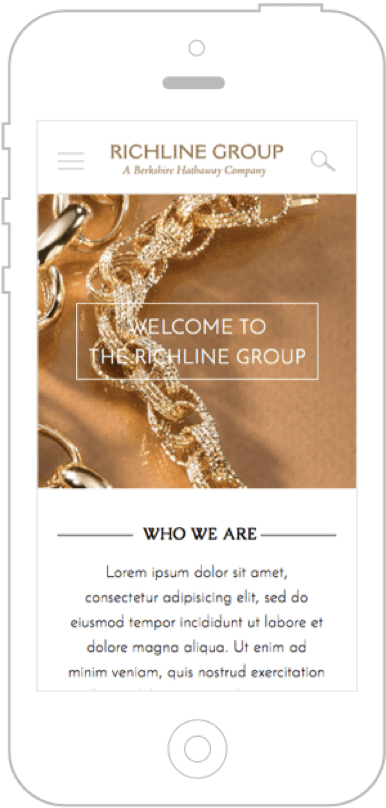 RICHLINE GROUP
A Berkshire Hathaway Company
WELCOME TO
THE RICHLINE GROUP
WHO WE ARE
Lorem ipsum dolor sit amet,
consectetur adipisicing elit, sed do
eiusmod tempor incididunt ut labore et
dolore magna aliqua. Ut enim ad
minim veniam, quis nostrud exercitation